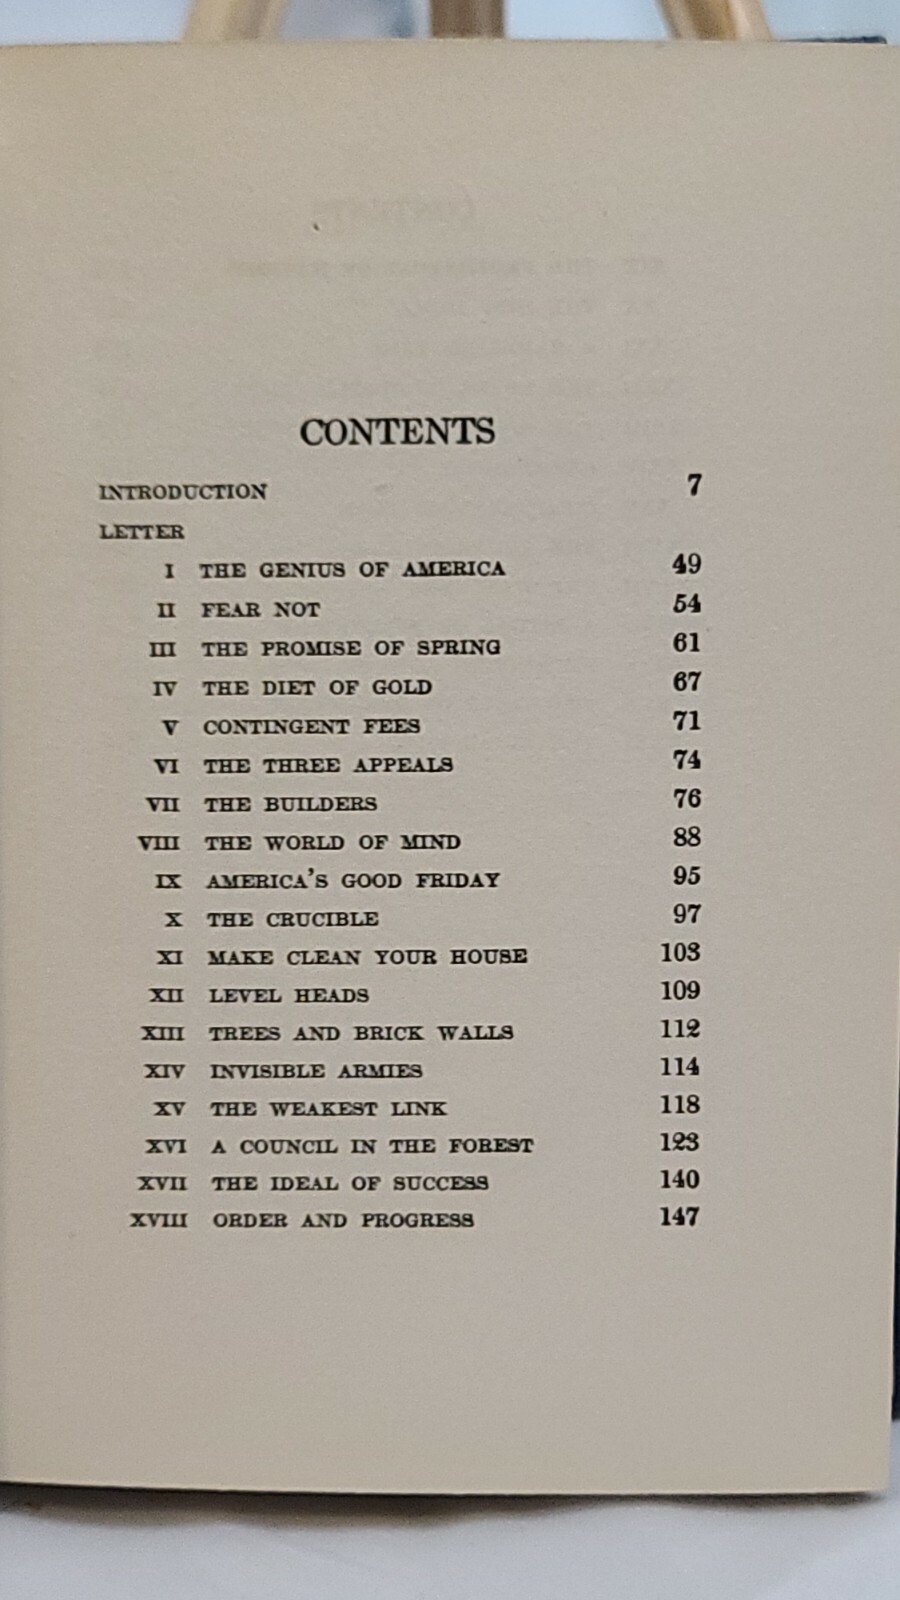 CONTENTS
INTRODUCTION 7
LETTER
I THE GENIUS OF AMERICA 49
II FEAR NOT 54
III THE PROMISE OF SPRING 61
IV THE DIET OF GOLD 67
V CONTINGENT FEES 71
VI THE THREE APPEALS 74
VII THE BUILDERS 76
VIII THE WORLD OF MIND 88
IX AMERICA'S GOOD FRIDAY 95
X THE CRUCIBLE 97
XI MAKE CLEAN YOUR HOUSE 103
XII LEVEL HEADS 109
XIII TREES AND BRICK WALLS 112
XIV INVISIBLE ARMIES 114
XV THE WEAKEST LINK 118
XVI A COUNCIL IN THE FOREST 123
XVII THE IDEAL OF SUCCESS 140
XVIII ORDER AND PROGRESS 147